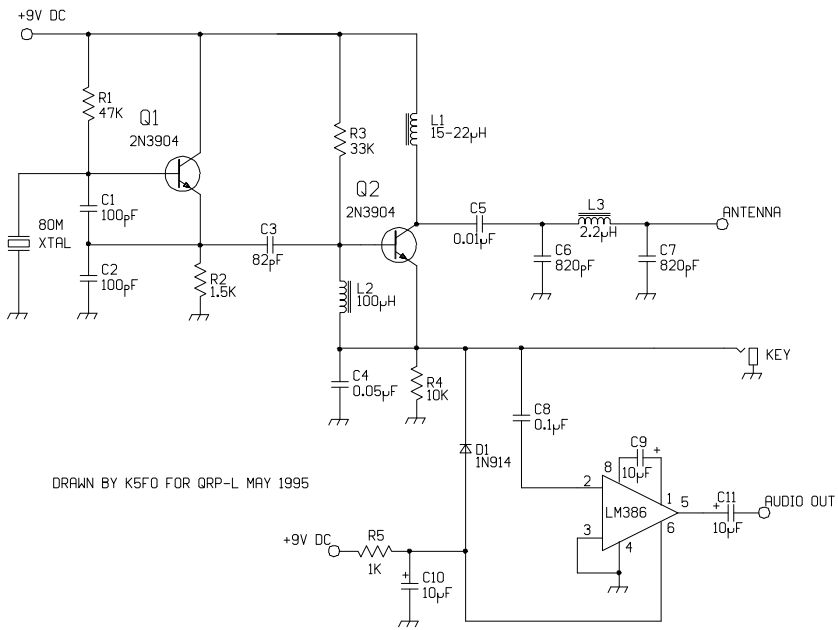 +9V DC
R1
47K
Q1
2N3904
R3
33K
L1
15-22µH
Q2
2N3904
C1
100pF
80M
XTAL
C2
100pF
R2
1.5K
C3
82pF
L2
100µH
C5
0.01µF
L3
2.2µH
ANTENNA
C6
820pF
C7
820pF
C4
0.05µF
R4
10K
KEY
C8
0.1µF
D1
1N914
DRAWN BY K5FO FOR QRP-L MAY 1995
C9
+
10µF
8
2
1
5
LM386
6
3
4
+
C11
10µF
AUDIO OUT
+9V DC
R5
1K
+
C10
10µF